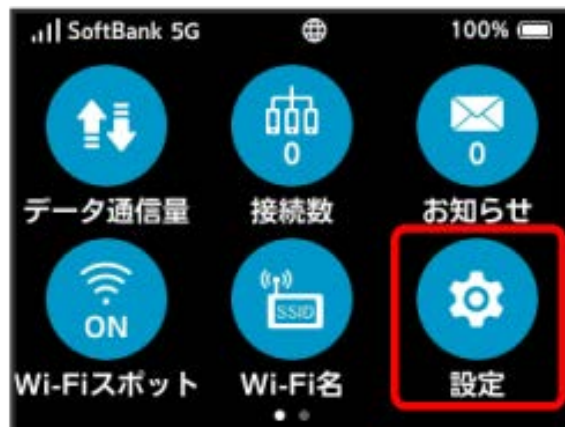 SoftBank 5G 100%
0 0
データ通信量 接続数 お知らせ
ON SSID
Wi-Fiスポット Wi-Fi名 設定